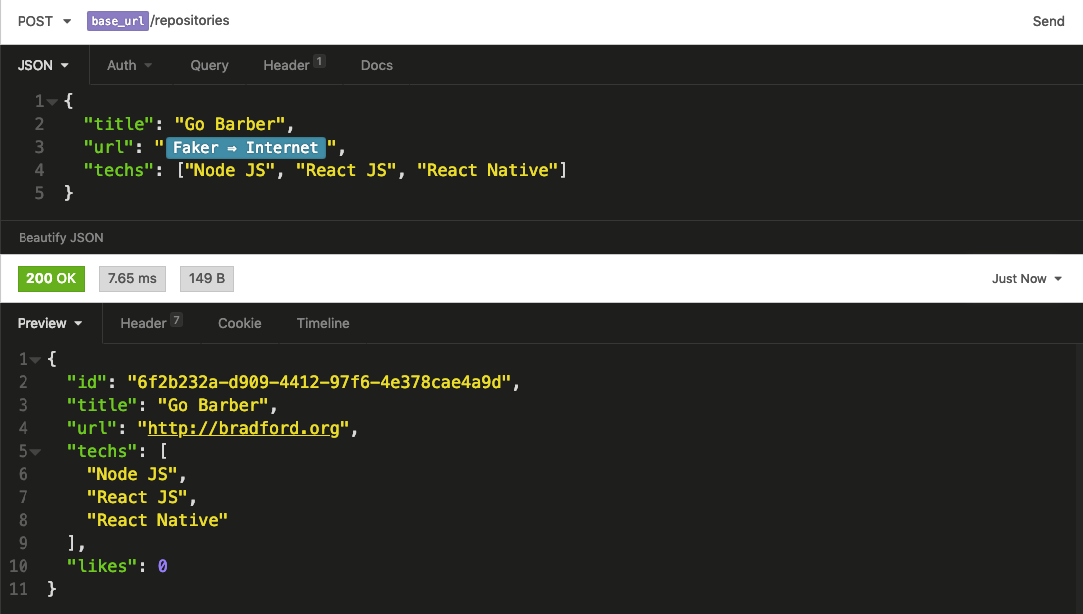 POST base_url/repositories Send
JSON Auth Query Header 1 Docs
1 {
2 "title": "Go Barber",
3 "url": "Faker ⇒ Internet",
4 "techs": ["Node JS", "React JS", "React Native"]
5 }
Beautify JSON
200 OK 7.65 ms 149 B Just Now
Preview Header 7 Cookie Timeline
1 {
2 "id": "6f2b232a-d909-4412-97f6-4e378cae4a9d",
3 "title": "Go Barber",
4 "url": "http://bradford.org",
5 "techs": [
6 "Node JS",
7 "React JS",
8 "React Native"
9 ],
10 "likes": 0
11 }